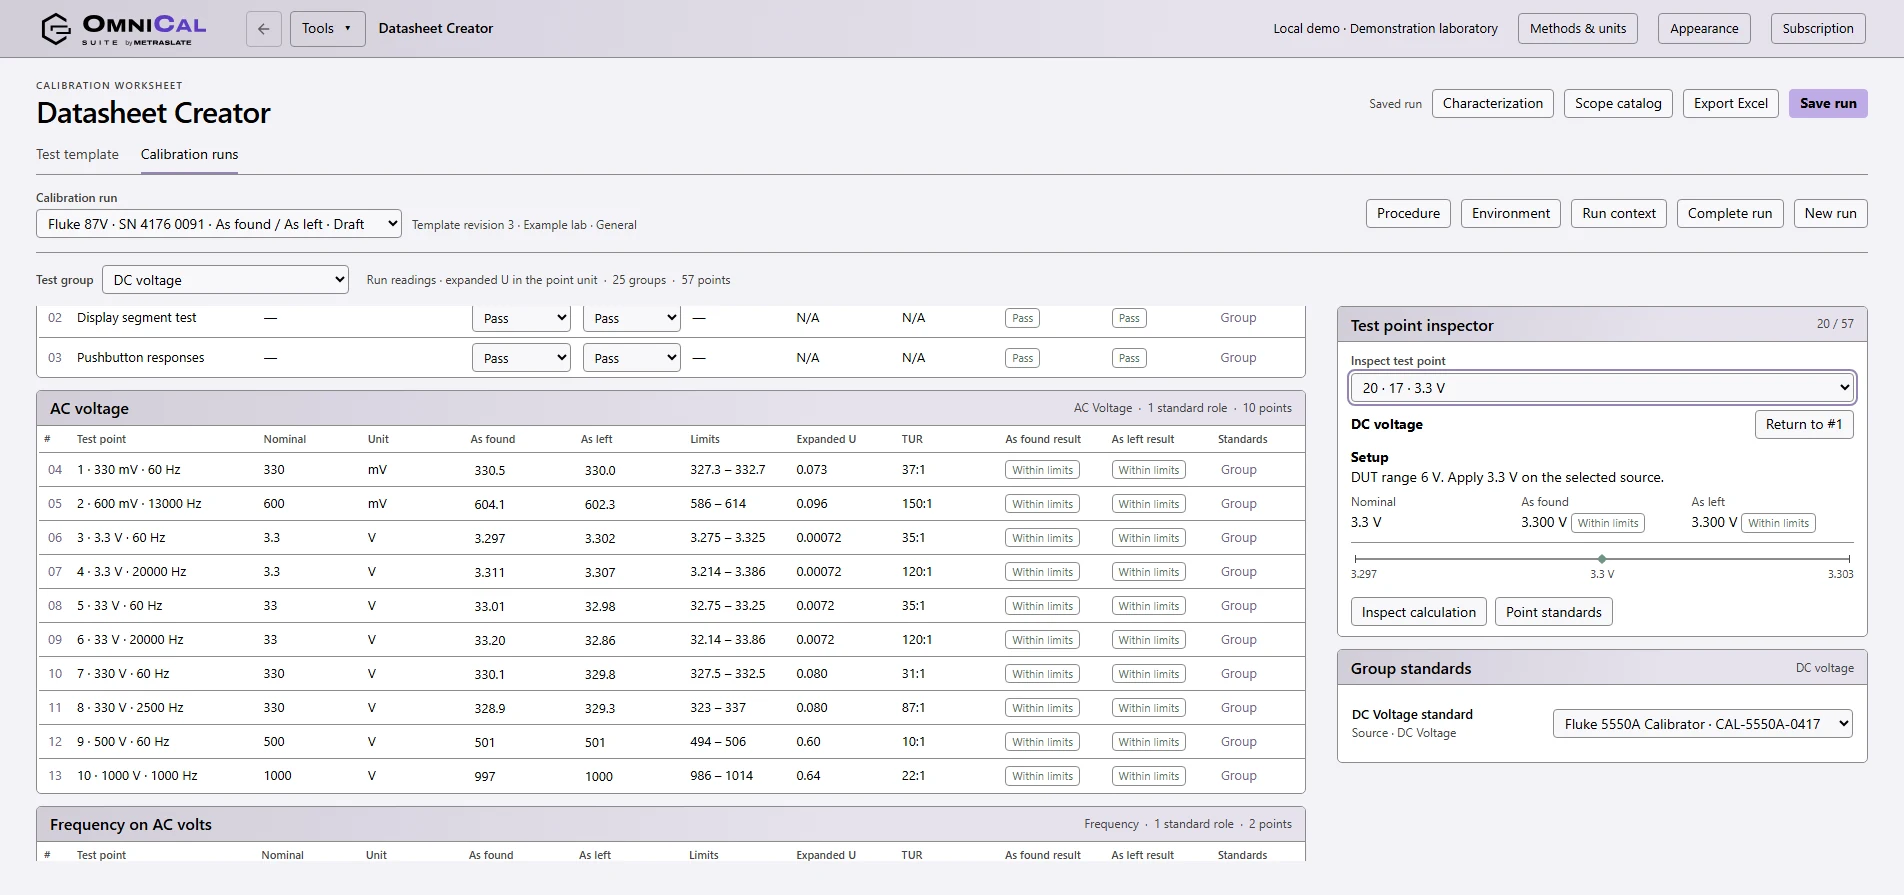 OMNICAL
SUITE by METRASLATE
←
Tools ▼
Datasheet Creator
Local demo · Demonstration laboratory
Methods & units
Appearance
Subscription
CALIBRATION WORKSHEET
Datasheet Creator
Saved run
Characterization
Scope catalog
Export Excel
Save run
Test template
Calibration runs
Calibration run
Fluke 87V · SN 4176 0091 · As found / As left · Draft
Template revision 3 · Example lab · General
Procedure
Environment
Run context
Complete run
New run
Test group
DC voltage
Run readings · expanded U in the point unit · 25 groups · 57 points
02 Display segment test — Pass Pass — N/A N/A Pass Pass Group
03 Pushbutton responses — Pass Pass — N/A N/A Pass Pass Group
AC voltage
AC Voltage · 1 standard role · 10 points
# Test point Nominal Unit As found As left Limits Expanded U TUR As found result As left result Standards
04 1 · 330 mV · 60 Hz 330 mV 330.5 330.0 327.3 – 332.7 0.073 37:1 Within limits Within limits Group
05 2 · 600 mV · 13000 Hz 600 mV 604.1 602.3 586 – 614 0.096 150:1 Within limits Within limits Group
06 3 · 3.3 V · 60 Hz 3.3 V 3.297 3.302 3.275 – 3.325 0.00072 35:1 Within limits Within limits Group
07 4 · 3.3 V · 20000 Hz 3.3 V 3.311 3.307 3.214 – 3.386 0.00072 120:1 Within limits Within limits Group
08 5 · 33 V · 60 Hz 33 V 33.01 32.98 32.75 – 33.25 0.0072 35:1 Within limits Within limits Group
09 6 · 33 V · 20000 Hz 33 V 33.20 32.86 32.14 – 33.86 0.0072 120:1 Within limits Within limits Group
10 7 · 330 V · 60 Hz 330 V 330.1 329.8 327.5 – 332.5 0.080 31:1 Within limits Within limits Group
11 8 · 330 V · 2500 Hz 330 V 328.9 329.3 323 – 337 0.080 87:1 Within limits Within limits Group
12 9 · 500 V · 60 Hz 500 V 501 501 494 – 506 0.60 10:1 Within limits Within limits Group
13 10 · 1000 V · 1000 Hz 1000 V 997 1000 986 – 1014 0.64 22:1 Within limits Within limits Group
Frequency on AC volts
Frequency · 1 standard role · 2 points
# Test point Nominal Unit As found As left Limits Expanded U TUR As found result As left result Standards
Test point inspector
20 / 57
Inspect test point
20 · 17 · 3.3 V
DC voltage
Return to #1
Setup
DUT range 6 V. Apply 3.3 V on the selected source.
Nominal As found As left
3.3 V 3.300 V Within limits 3.300 V Within limits
3.297 3.3 V 3.303
Inspect calculation
Point standards
Group standards
DC voltage
DC Voltage standard
Source · DC Voltage
Fluke 5550A Calibrator · CAL-5550A-0417